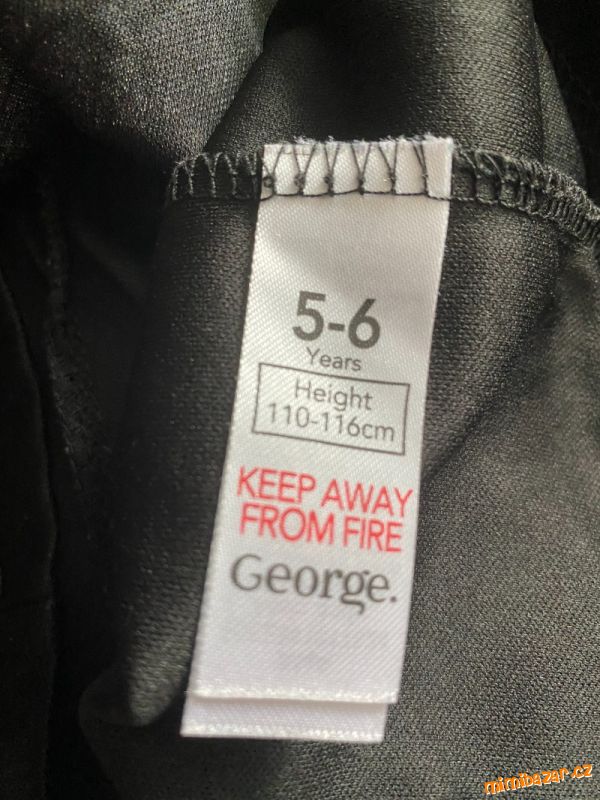 5-6
Years
Height
110-116cm
KEEP AWAY
FROM FIRE
George.
mimibazar.cz